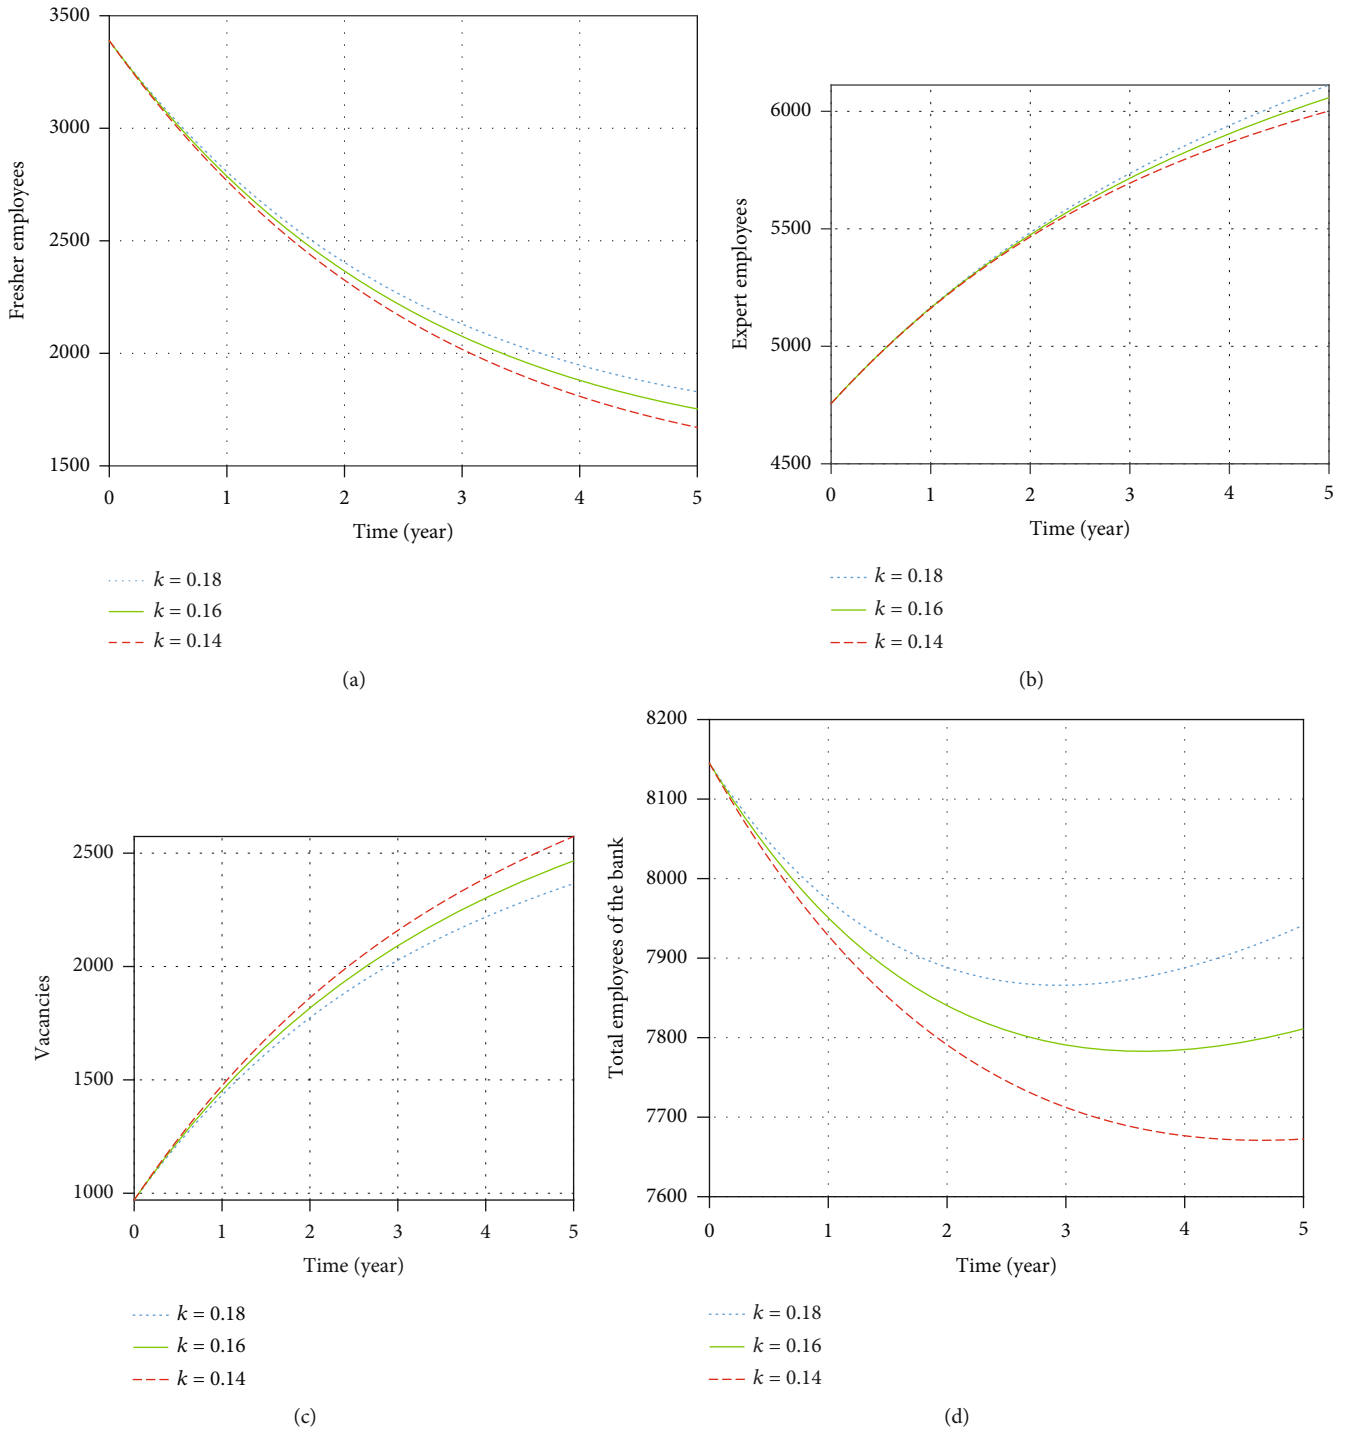 3500
3000
2500
2000
1500
Fresher employees
0 1 2 3 4 5
Time (year)
k = 0.18
k = 0.16
k = 0.14
(a)
6000
5500
5000
4500
Expert employees
0 1 2 3 4 5
Time (year)
k = 0.18
k = 0.16
k = 0.14
(b)
2500
2000
1500
1000
Vacancies
0 1 2 3 4 5
Time (year)
k = 0.18
k = 0.16
k = 0.14
(c)
8200
8100
8000
7900
7800
7700
7600
Total employees of the bank
0 1 2 3 4 5
Time (year)
k = 0.18
k = 0.16
k = 0.14
(d)